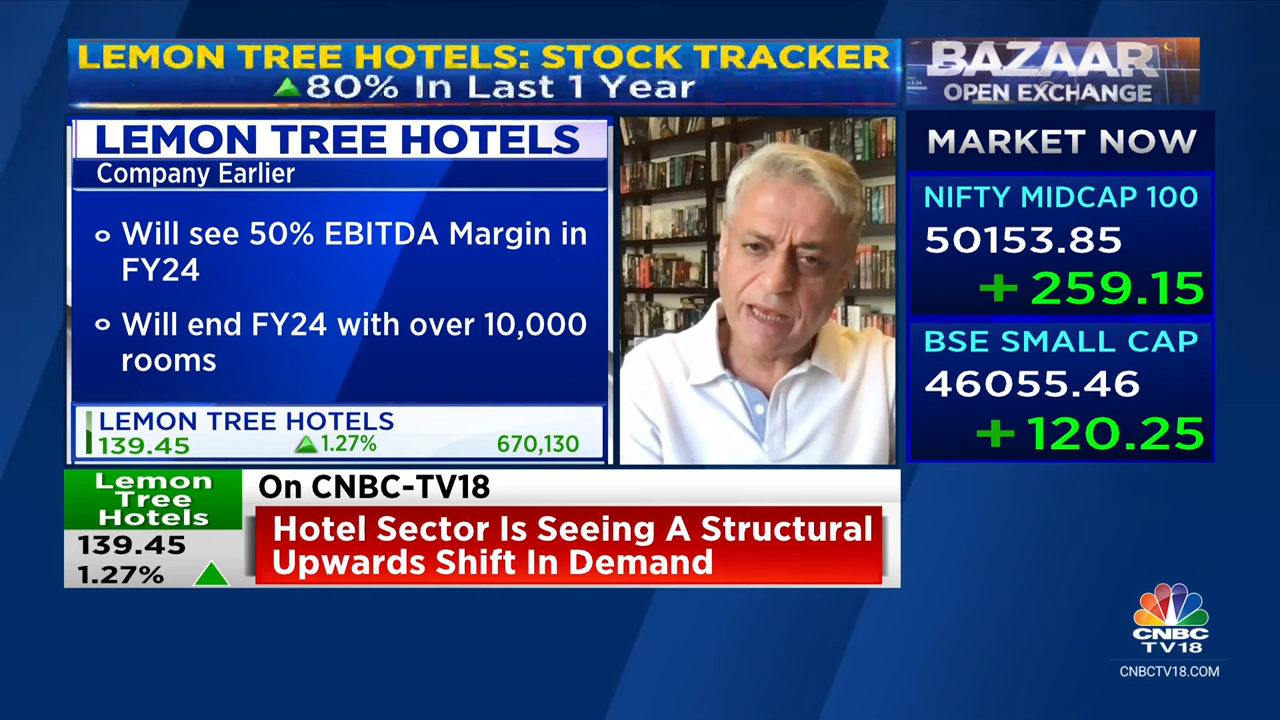 LEMON TREE HOTELS: STOCK TRACKER
▲80% In Last 1 Year
BAZAAR
OPEN EXCHANGE
LEMON TREE HOTELS
Company Earlier
Will see 50% EBITDA Margin in
FY24
Will end FY24 with over 10,000
rooms
LEMON TREE HOTELS
139.45 ▲1.27% 670,130
MARKET NOW
NIFTY MIDCAP 100
50153.85
+ 259.15
BSE SMALL CAP
46055.46
+ 120.25
Lemon
Tree
Hotels
139.45
1.27% ▲
On CNBC-TV18
Hotel Sector Is Seeing A Structural
Upwards Shift In Demand
CNBC
TV18
CNBCTV18.COM